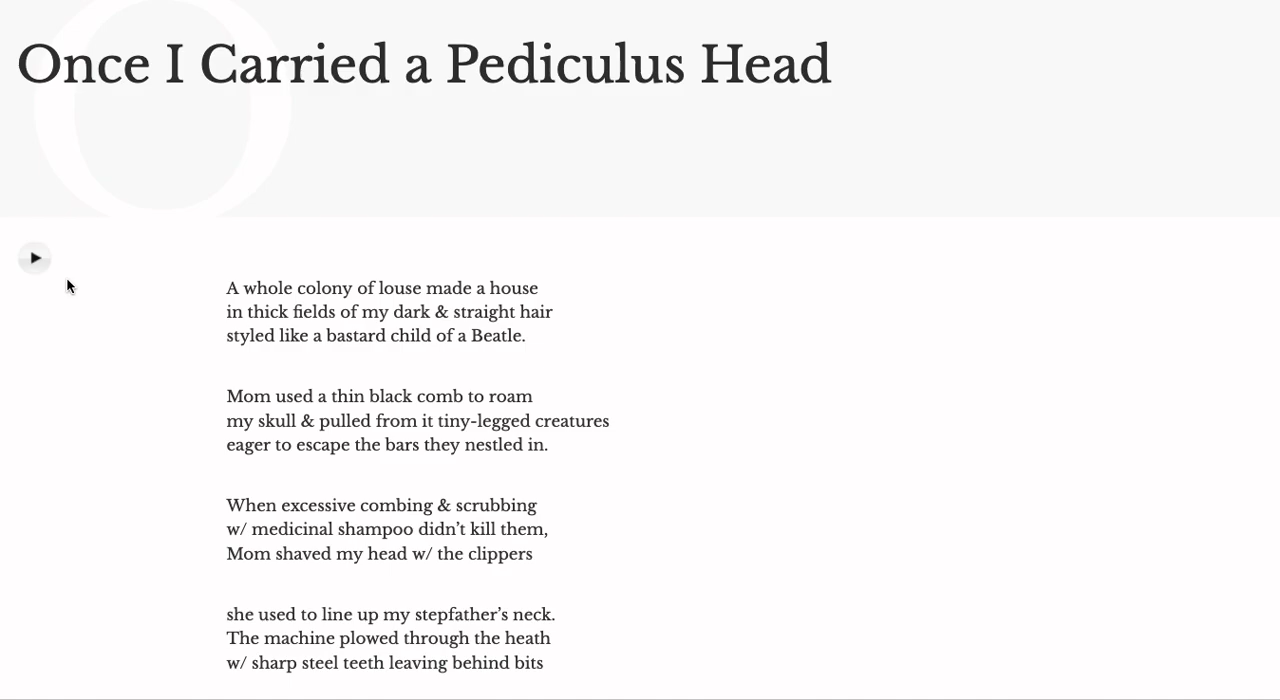 Once I Carried a Pediculus Head
A whole colony of louse made a house
in thick fields of my dark & straight hair
styled like a bastard child of a Beatle.
Mom used a thin black comb to roam
my skull & pulled from it tiny-legged creatures
eager to escape the bars they nestled in.
When excessive combing & scrubbing
w/ medicinal shampoo didn’t kill them,
Mom shaved my head w/ the clippers
she used to line up my stepfather’s neck.
The machine plowed through the heath
w/ sharp steel teeth leaving behind bits